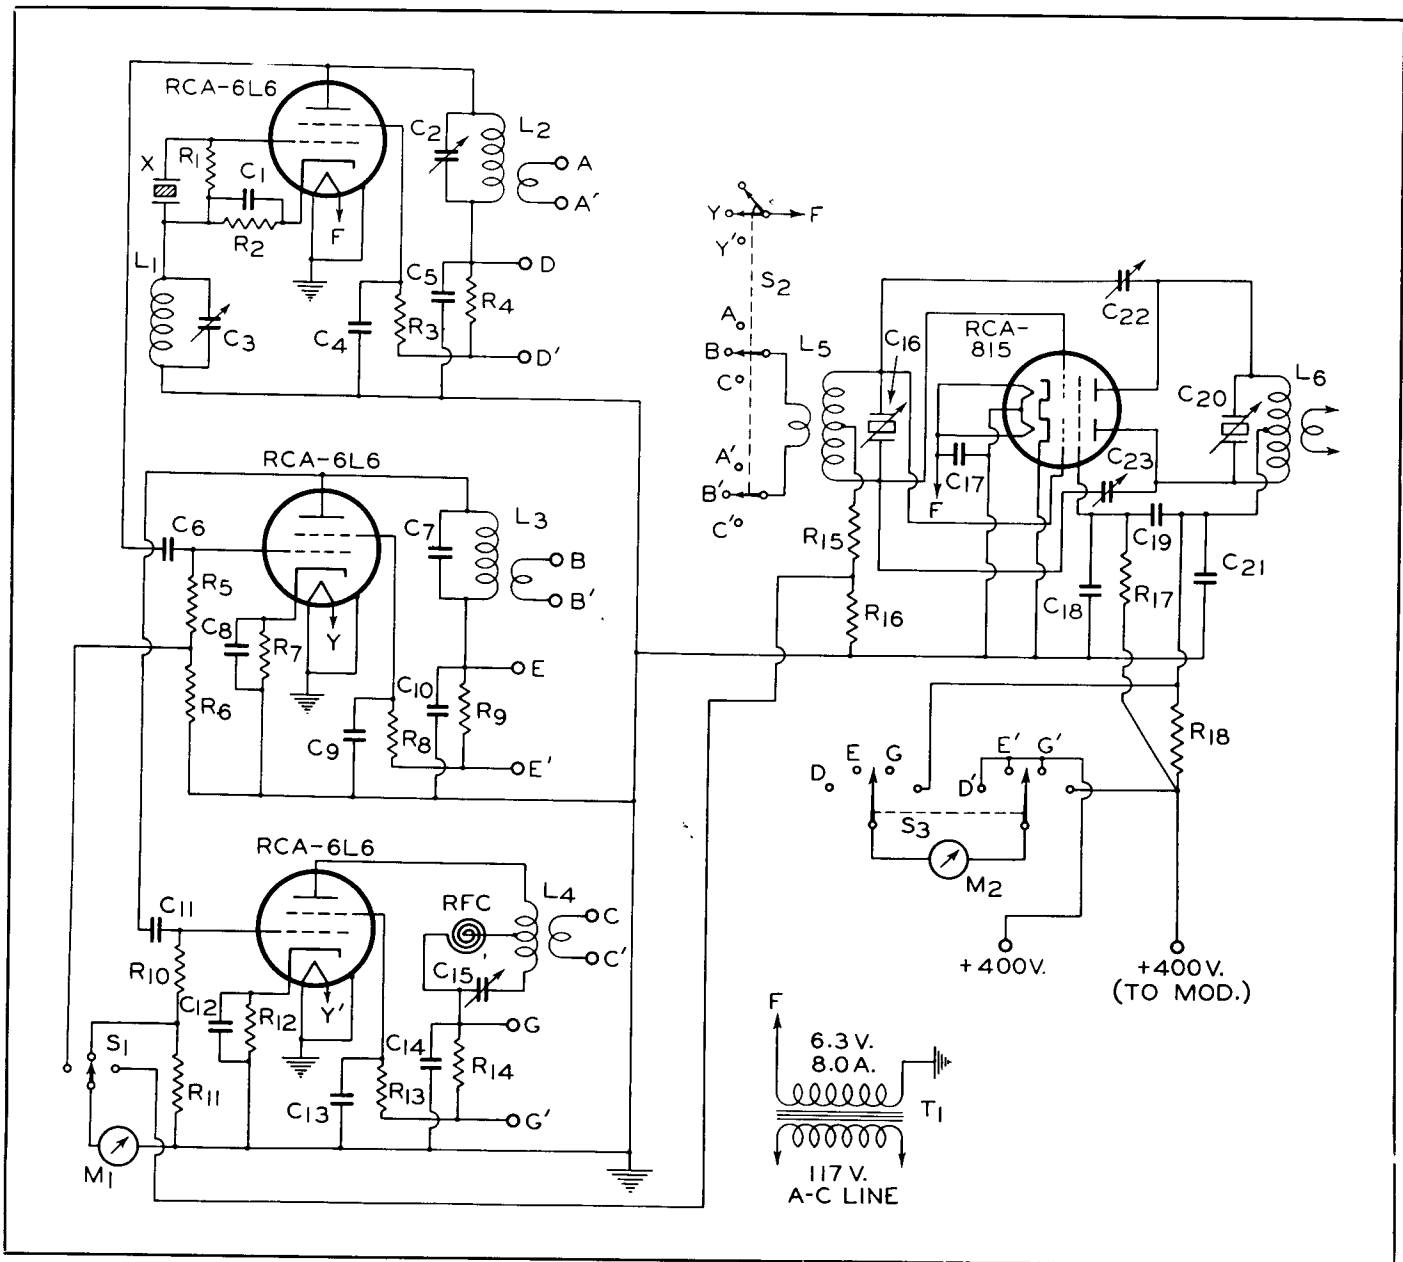 RCA-6L6
X
R1
C1
R2
F
L1
C3
C2
L2
A
A'
C5
R4
D
C4
R3
D'
RCA-6L6
C6
R5
C8
R7
Y
R6
C7
L3
B
B'
E
C10
R9
C9
R8
E'
RCA-6L6
C11
R10
C12
R12
Y'
S1
R11
M1
RFC
L4
C
C'
C15
G
C14
R14
C13
R13
G'
Y
F
Y'
S2
A
B
C
L5
C16
A'
B'
C'
RCA-
815
C22
C17
F
C20
L6
C23
R15
R16
C19
C18
R17
C21
R18
D
E
G
D'
E'
G'
S3
M2
+400V.
+400V.
(TO MOD.)
F
6.3 V.
8.0 A.
T1
117 V.
A-C LINE